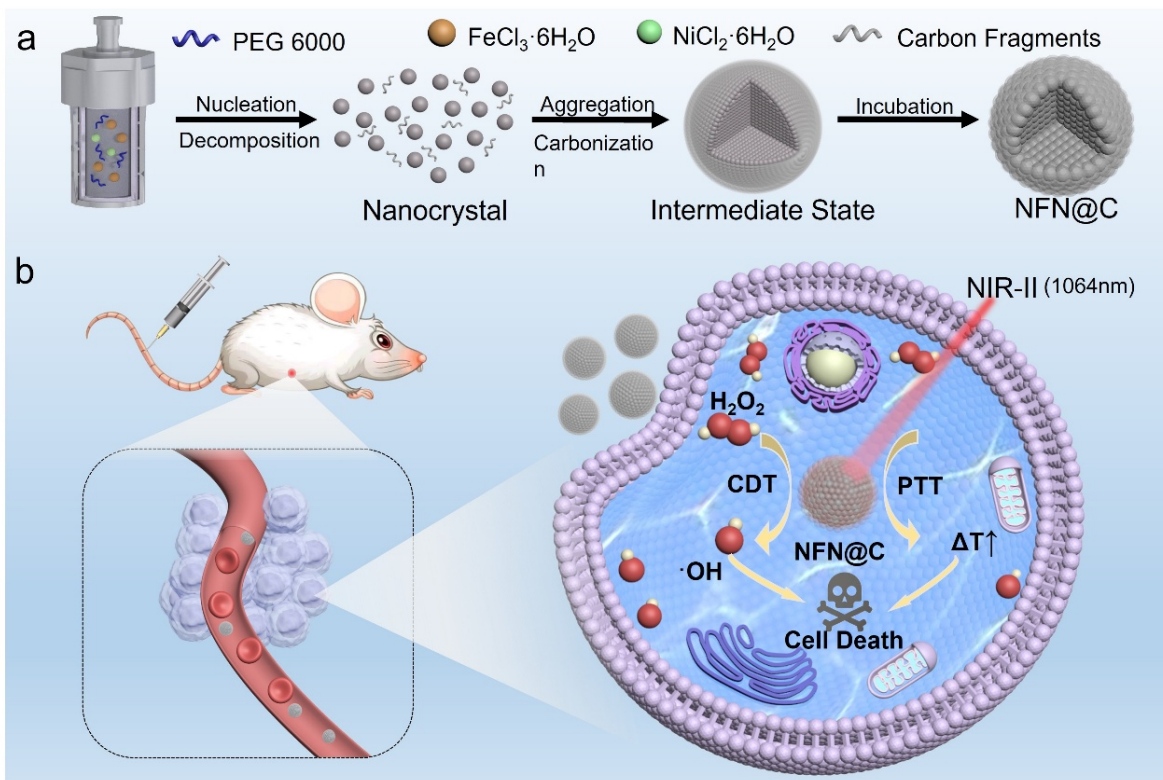 a
PEG 6000
FeCl₃·6H₂O
NiCl₂·6H₂O
Carbon Fragments
Nucleation
Decomposition
Aggregation
Carbonizatio
n
Incubation
Nanocrystal
Intermediate State
NFN@C
b
NIR-II (1064nm)
H₂O₂
CDT
PTT
NFN@C
·OH
ΔT↑
Cell Death